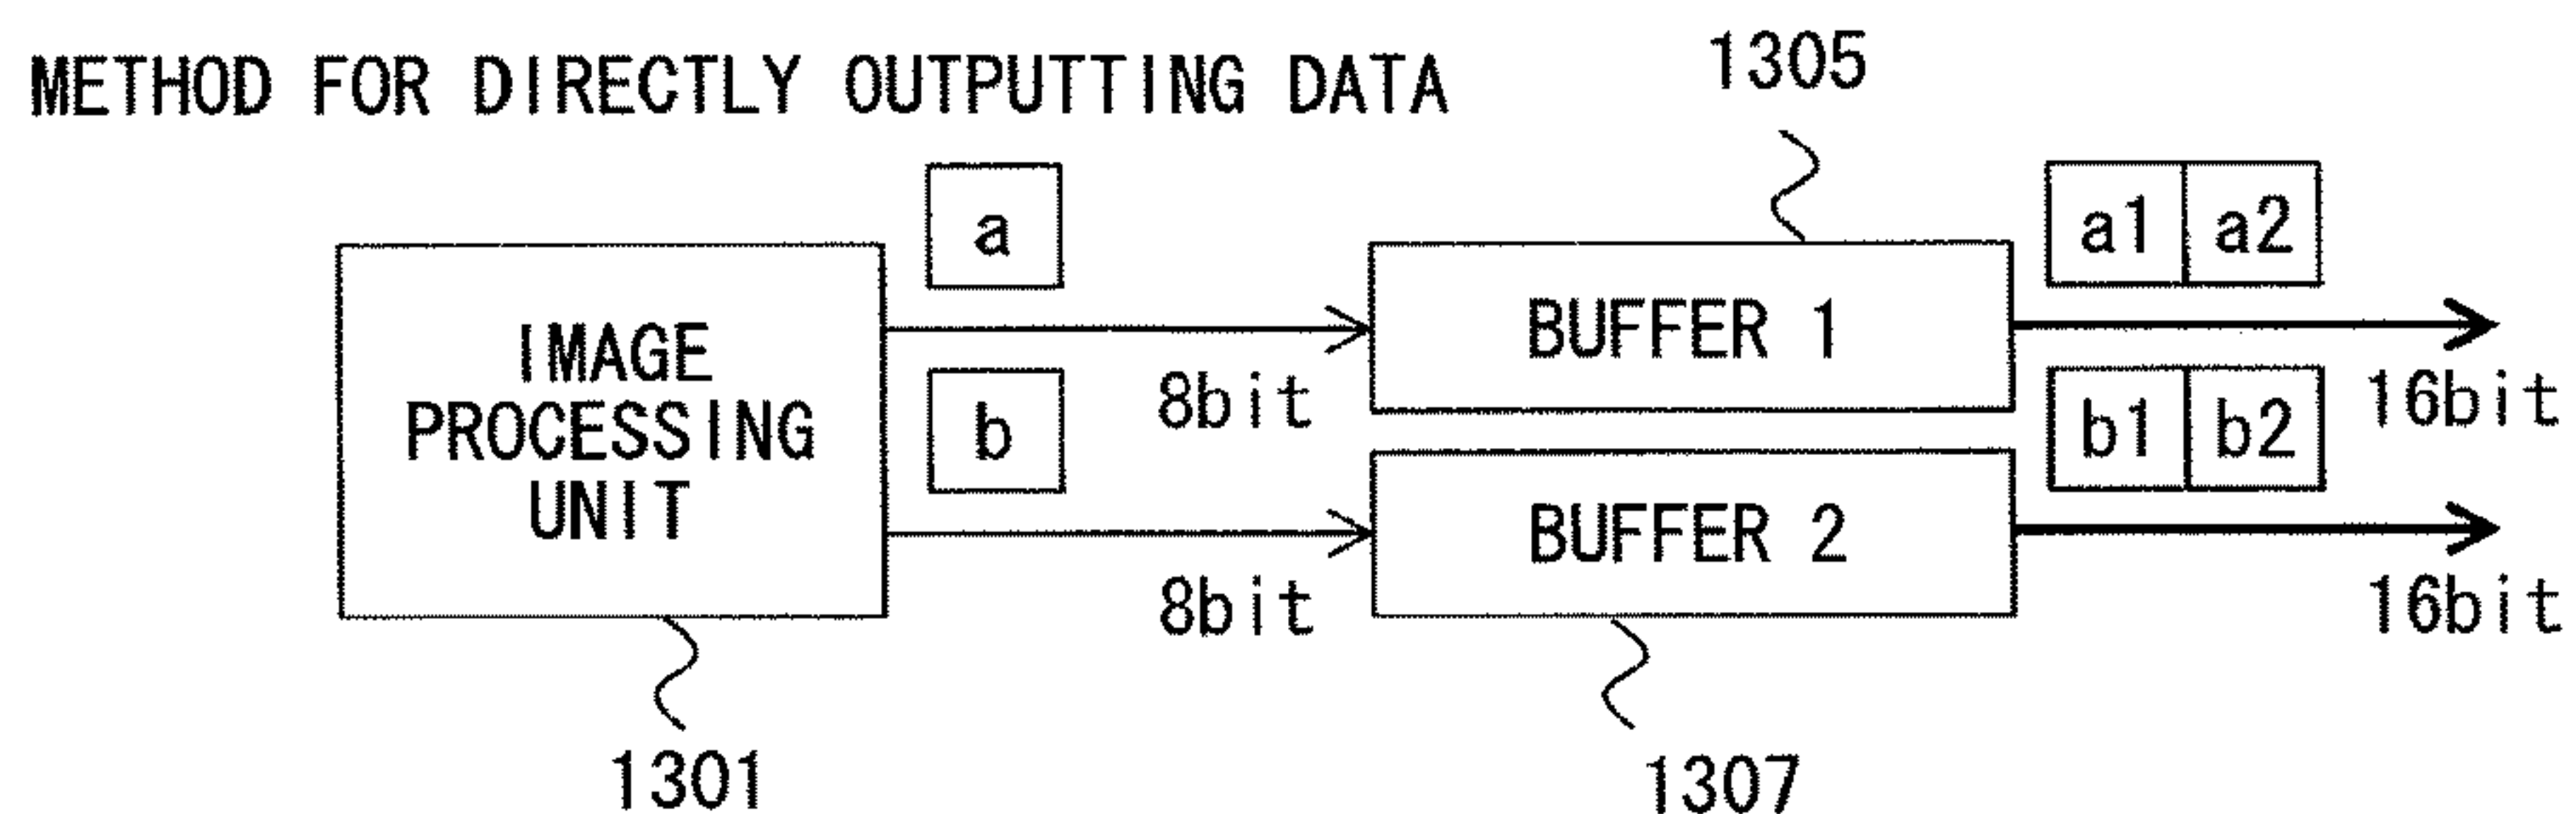 METHOD FOR DIRECTLY OUTPUTTING DATA
1305
a
a1 a2
IMAGE
PROCESSING
UNIT
8bit
BUFFER 1
16bit
b
b1 b2
8bit
BUFFER 2
16bit
1301
1307